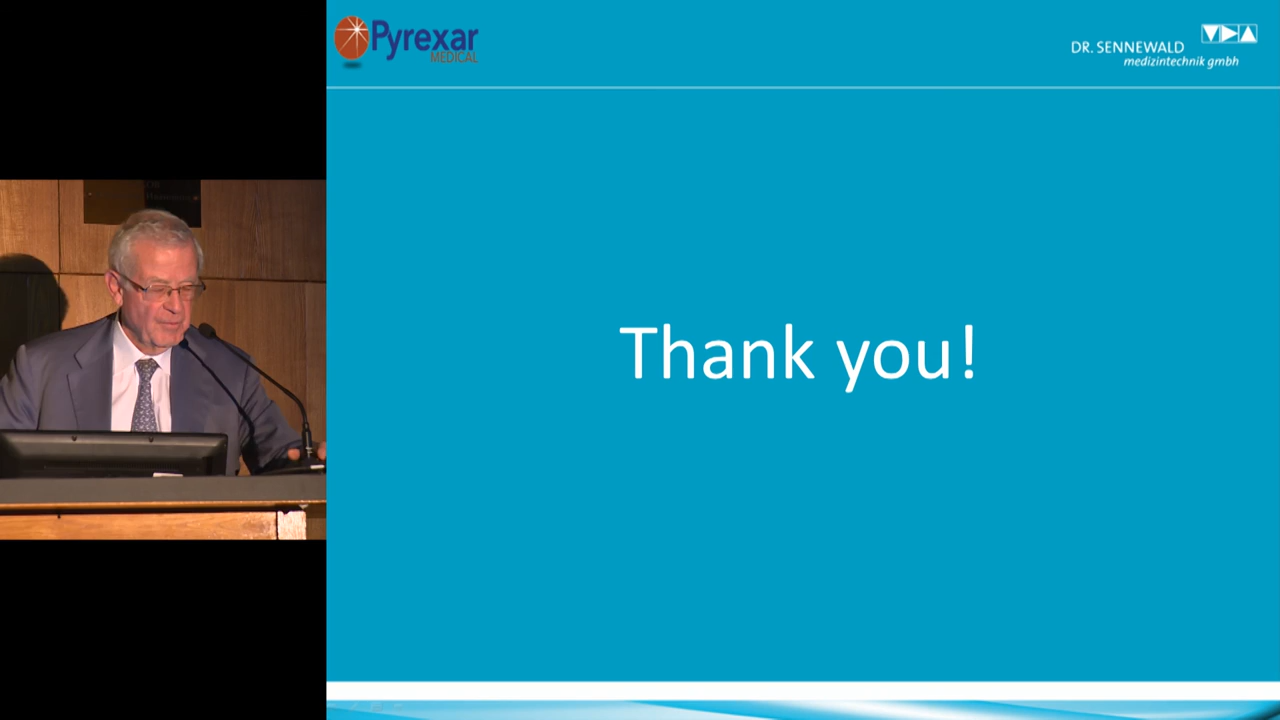 Pyrexar
MEDICAL
DR. SENNEWALD
medizintechnik gmbh
Thank you!